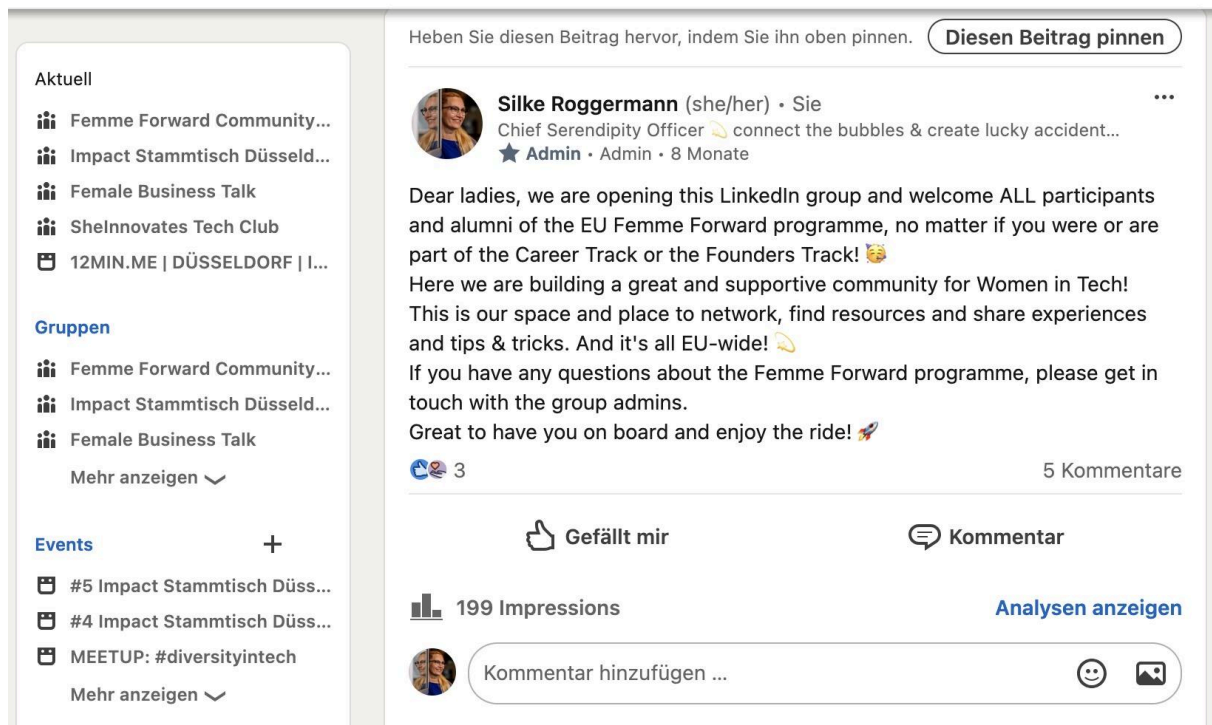 Aktuell
Femme Forward Community...
Impact Stammtisch Düsseld...
Female Business Talk
SheInnovates Tech Club
12MIN.ME | DÜSSELDORF | I...
Gruppen
Femme Forward Community...
Impact Stammtisch Düsseld...
Female Business Talk
Mehr anzeigen
Events
#5 Impact Stammtisch Düss...
#4 Impact Stammtisch Düss...
MEETUP: #diversityintech
Mehr anzeigen
Heben Sie diesen Beitrag hervor, indem Sie ihn oben pinnen. Diesen Beitrag pinnen
Silke Roggermann (she/her) • Sie
Chief Serendipity Officer 💫 connect the bubbles & create lucky accident...
Admin • Admin • 8 Monate
Dear ladies, we are opening this LinkedIn group and welcome ALL participants
and alumni of the EU Femme Forward programme, no matter if you were or are
part of the Career Track or the Founders Track! 🥳
Here we are building a great and supportive community for Women in Tech!
This is our space and place to network, find resources and share experiences
and tips & tricks. And it's all EU-wide! 💫
If you have any questions about the Femme Forward programme, please get in
touch with the group admins.
Great to have you on board and enjoy the ride! 🚀
3 5 Kommentare
Gefällt mir Kommentar
199 Impressions Analysen anzeigen
Kommentar hinzufügen ...